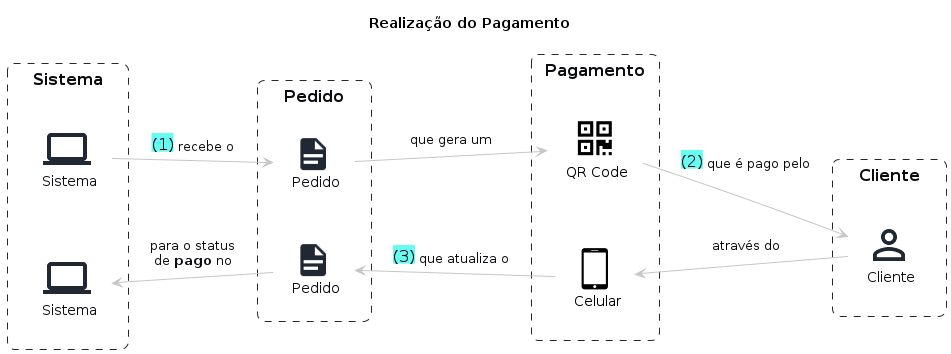 Realização do Pagamento
Sistema
Pedido
Pagamento
Cliente
Sistema
(1) recebe o
Pedido
que gera um
QR Code
(2) que é pago pelo
Cliente
através do
Celular
(3) que atualiza o
Pedido
para o status
de pago no
Sistema